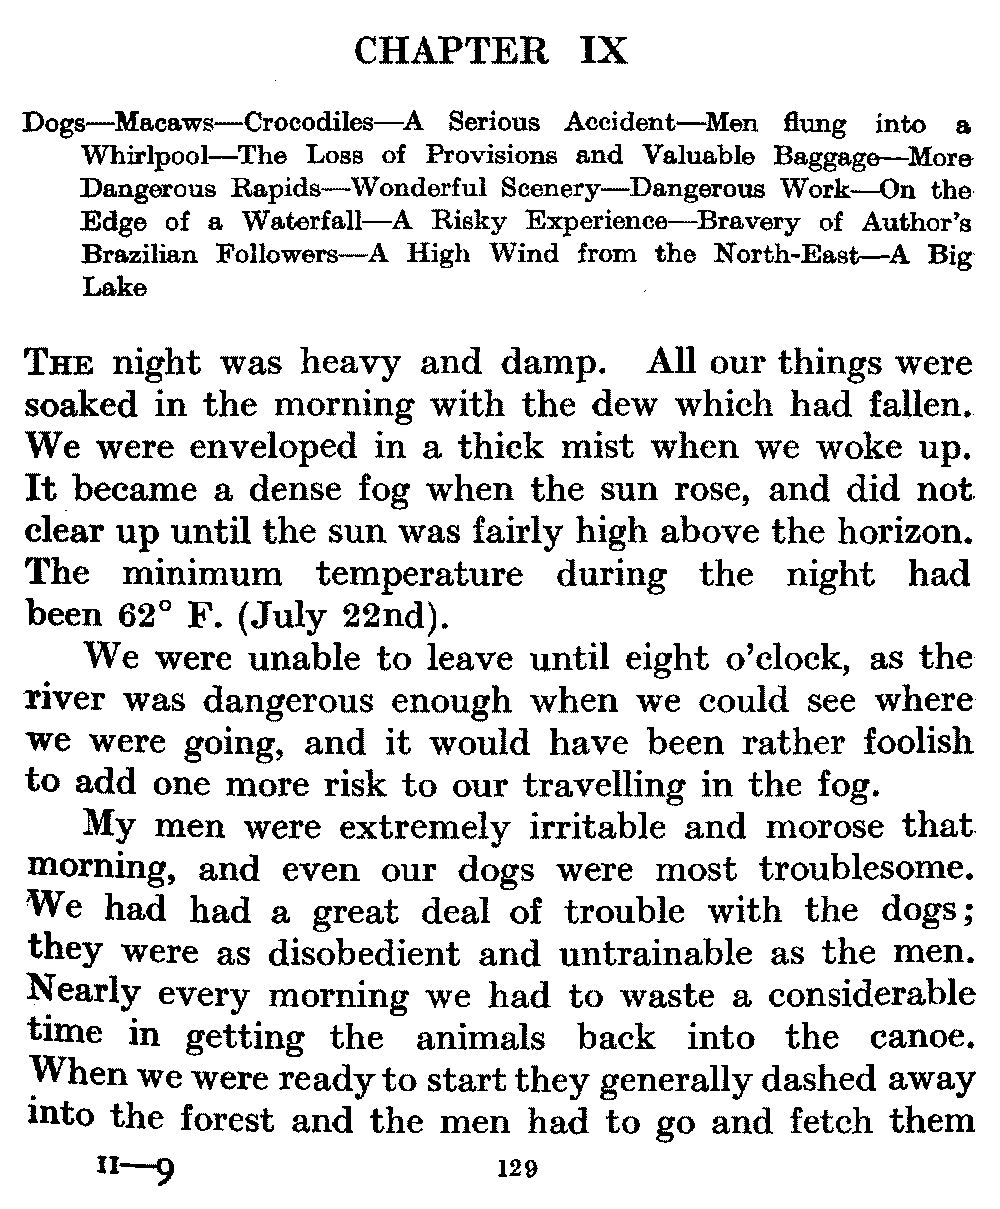 CHAPTER IX
Dogs—Macaws—Crocodiles—A Serious Accident—Men flung into a
Whirlpool—The Loss of Provisions and Valuable Baggage—More
Dangerous Rapids—Wonderful Scenery—Dangerous Work—On the
Edge of a Waterfall—A Risky Experience—Bravery of Author's
Brazilian Followers—A High Wind from the North-East—A Big
Lake
THE night was heavy and damp. All our things were
soaked in the morning with the dew which had fallen.
We were enveloped in a thick mist when we woke up.
It became a dense fog when the sun rose, and did not
clear up until the sun was fairly high above the horizon.
The minimum temperature during the night had
been 62° F. (July 22nd).
We were unable to leave until eight o'clock, as the
river was dangerous enough when we could see where
we were going, and it would have been rather foolish
to add one more risk to our travelling in the fog.
My men were extremely irritable and morose that
morning, and even our dogs were most troublesome.
We had had a great deal of trouble with the dogs;
they were as disobedient and untrainable as the men.
Nearly every morning we had to waste a considerable
time in getting the animals back into the canoe.
When we were ready to start they generally dashed away
into the forest and the men had to go and fetch them
II—9 129